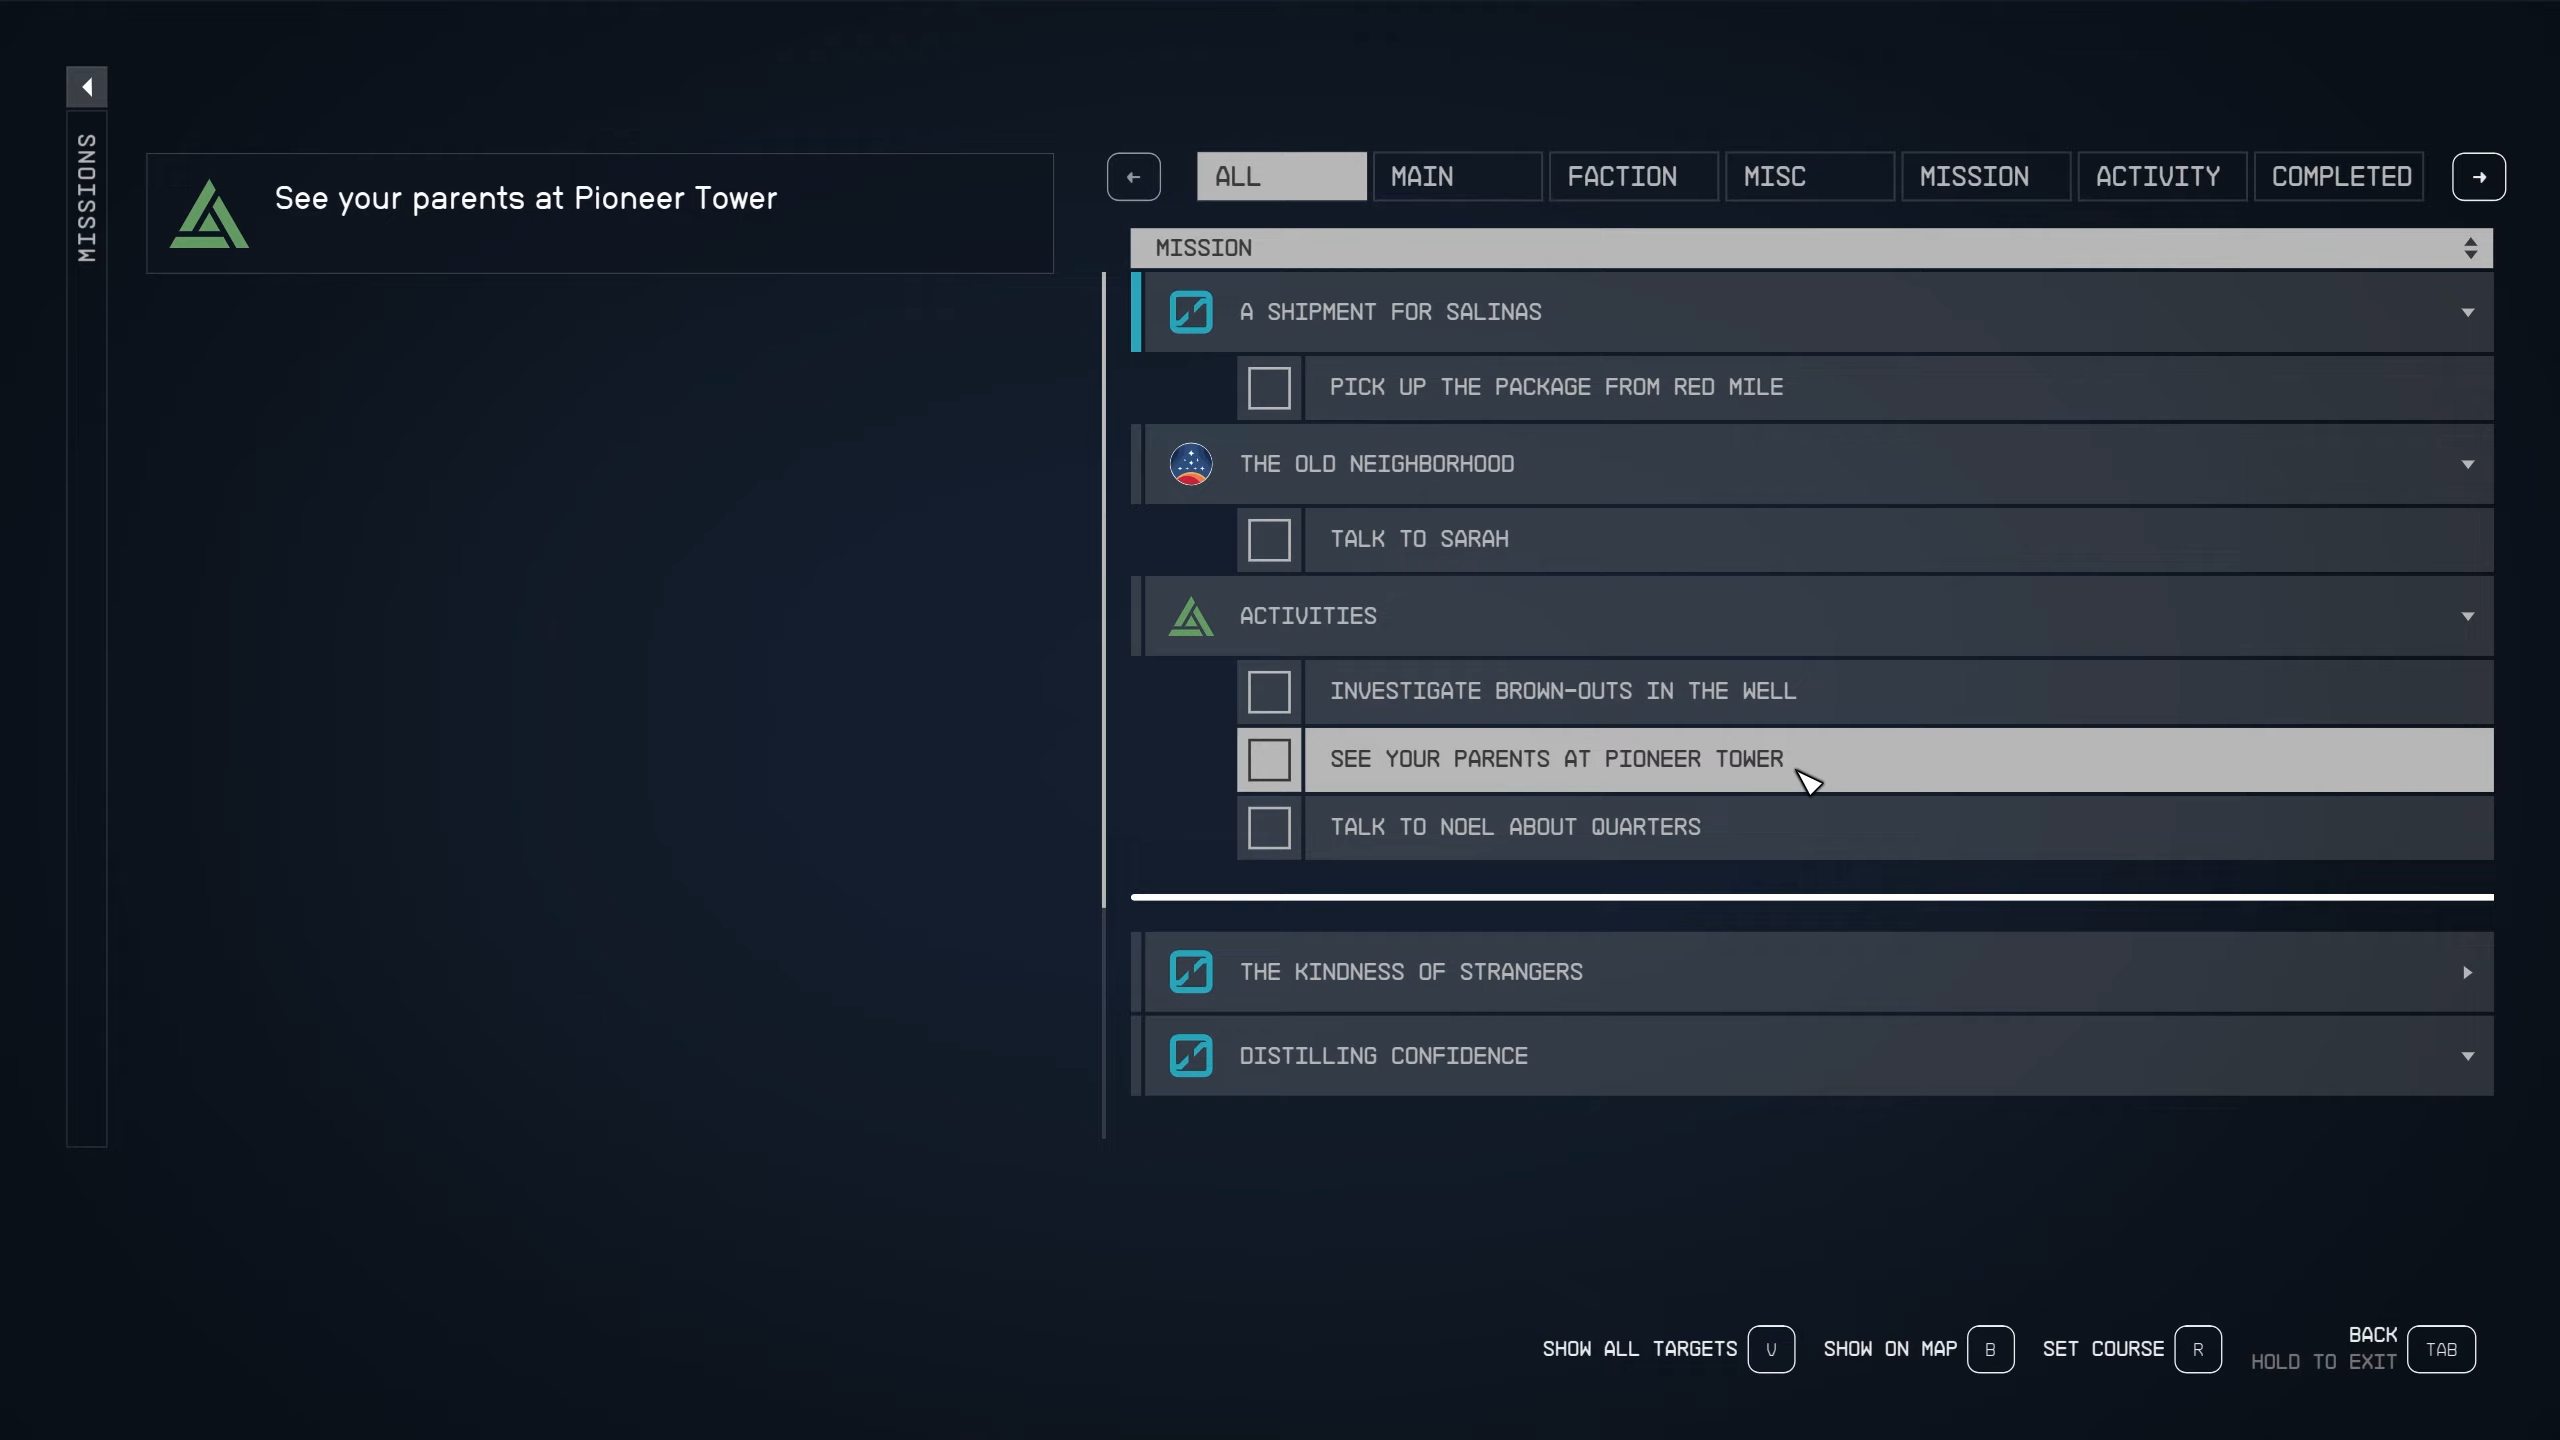 MISSIONS
See your parents at Pioneer Tower
ALL MAIN FACTION MISC MISSION ACTIVITY COMPLETED
MISSION
A SHIPMENT FOR SALINAS
PICK UP THE PACKAGE FROM RED MILE
THE OLD NEIGHBORHOOD
TALK TO SARAH
ACTIVITIES
INVESTIGATE BROWN-OUTS IN THE WELL
SEE YOUR PARENTS AT PIONEER TOWER
TALK TO NOEL ABOUT QUARTERS
THE KINDNESS OF STRANGERS
DISTILLING CONFIDENCE
SHOW ALL TARGETS V SHOW ON MAP B SET COURSE R BACK TAB
HOLD TO EXIT